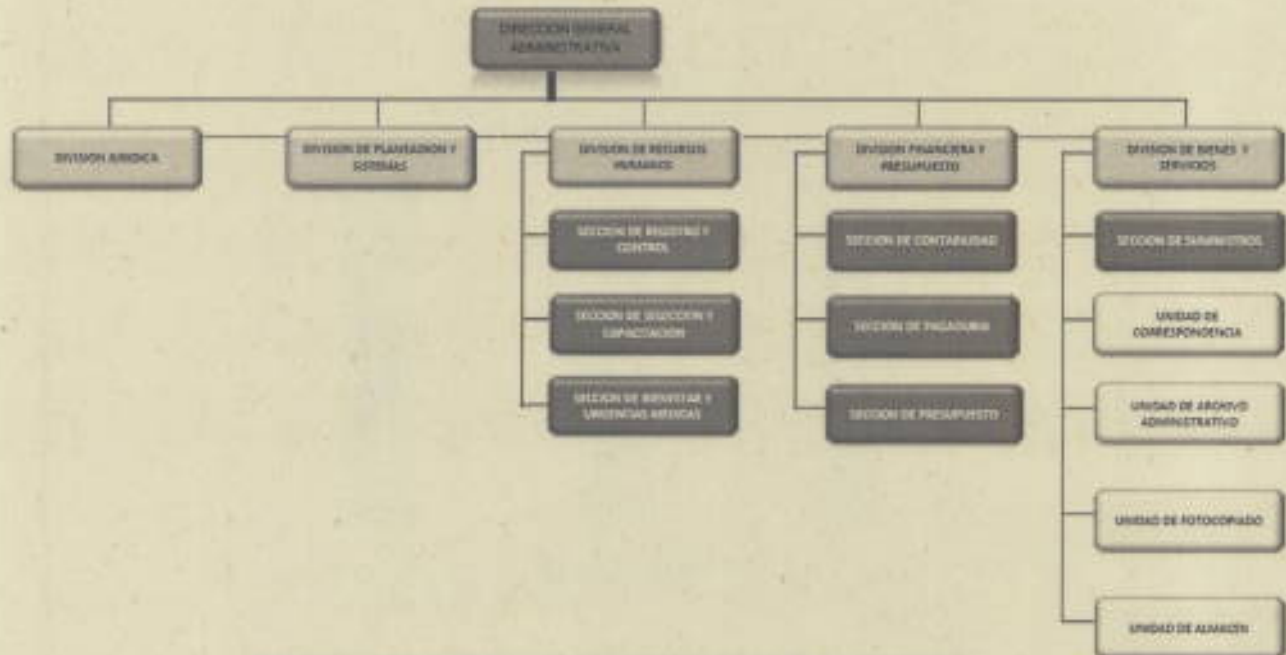 DIRECCION GENERAL
ADMINISTRATIVA
DIVISION JURIDICA
DIVISION DE PLANEACION Y
SISTEMAS
DIVISION DE RECURSOS
HUMANOS
DIVISION FINANCIERA Y
PRESUPUESTO
DIVISION DE BIENES Y
SERVICIOS
SECCION DE REGISTRO Y
CONTROL
SECCION DE SELECCION Y
CAPACITACION
SECCION DE BIENESTAR Y
URGENCIAS MEDICAS
SECCION DE CONTABILIDAD
SECCION DE PAGADURIA
SECCION DE PRESUPUESTO
SECCION DE SUMINISTROS
UNIDAD DE
CORRESPONDENCIA
UNIDAD DE ARCHIVO
ADMINISTRATIVO
UNIDAD DE FOTOCOPIADO
UNIDAD DE ALMACEN